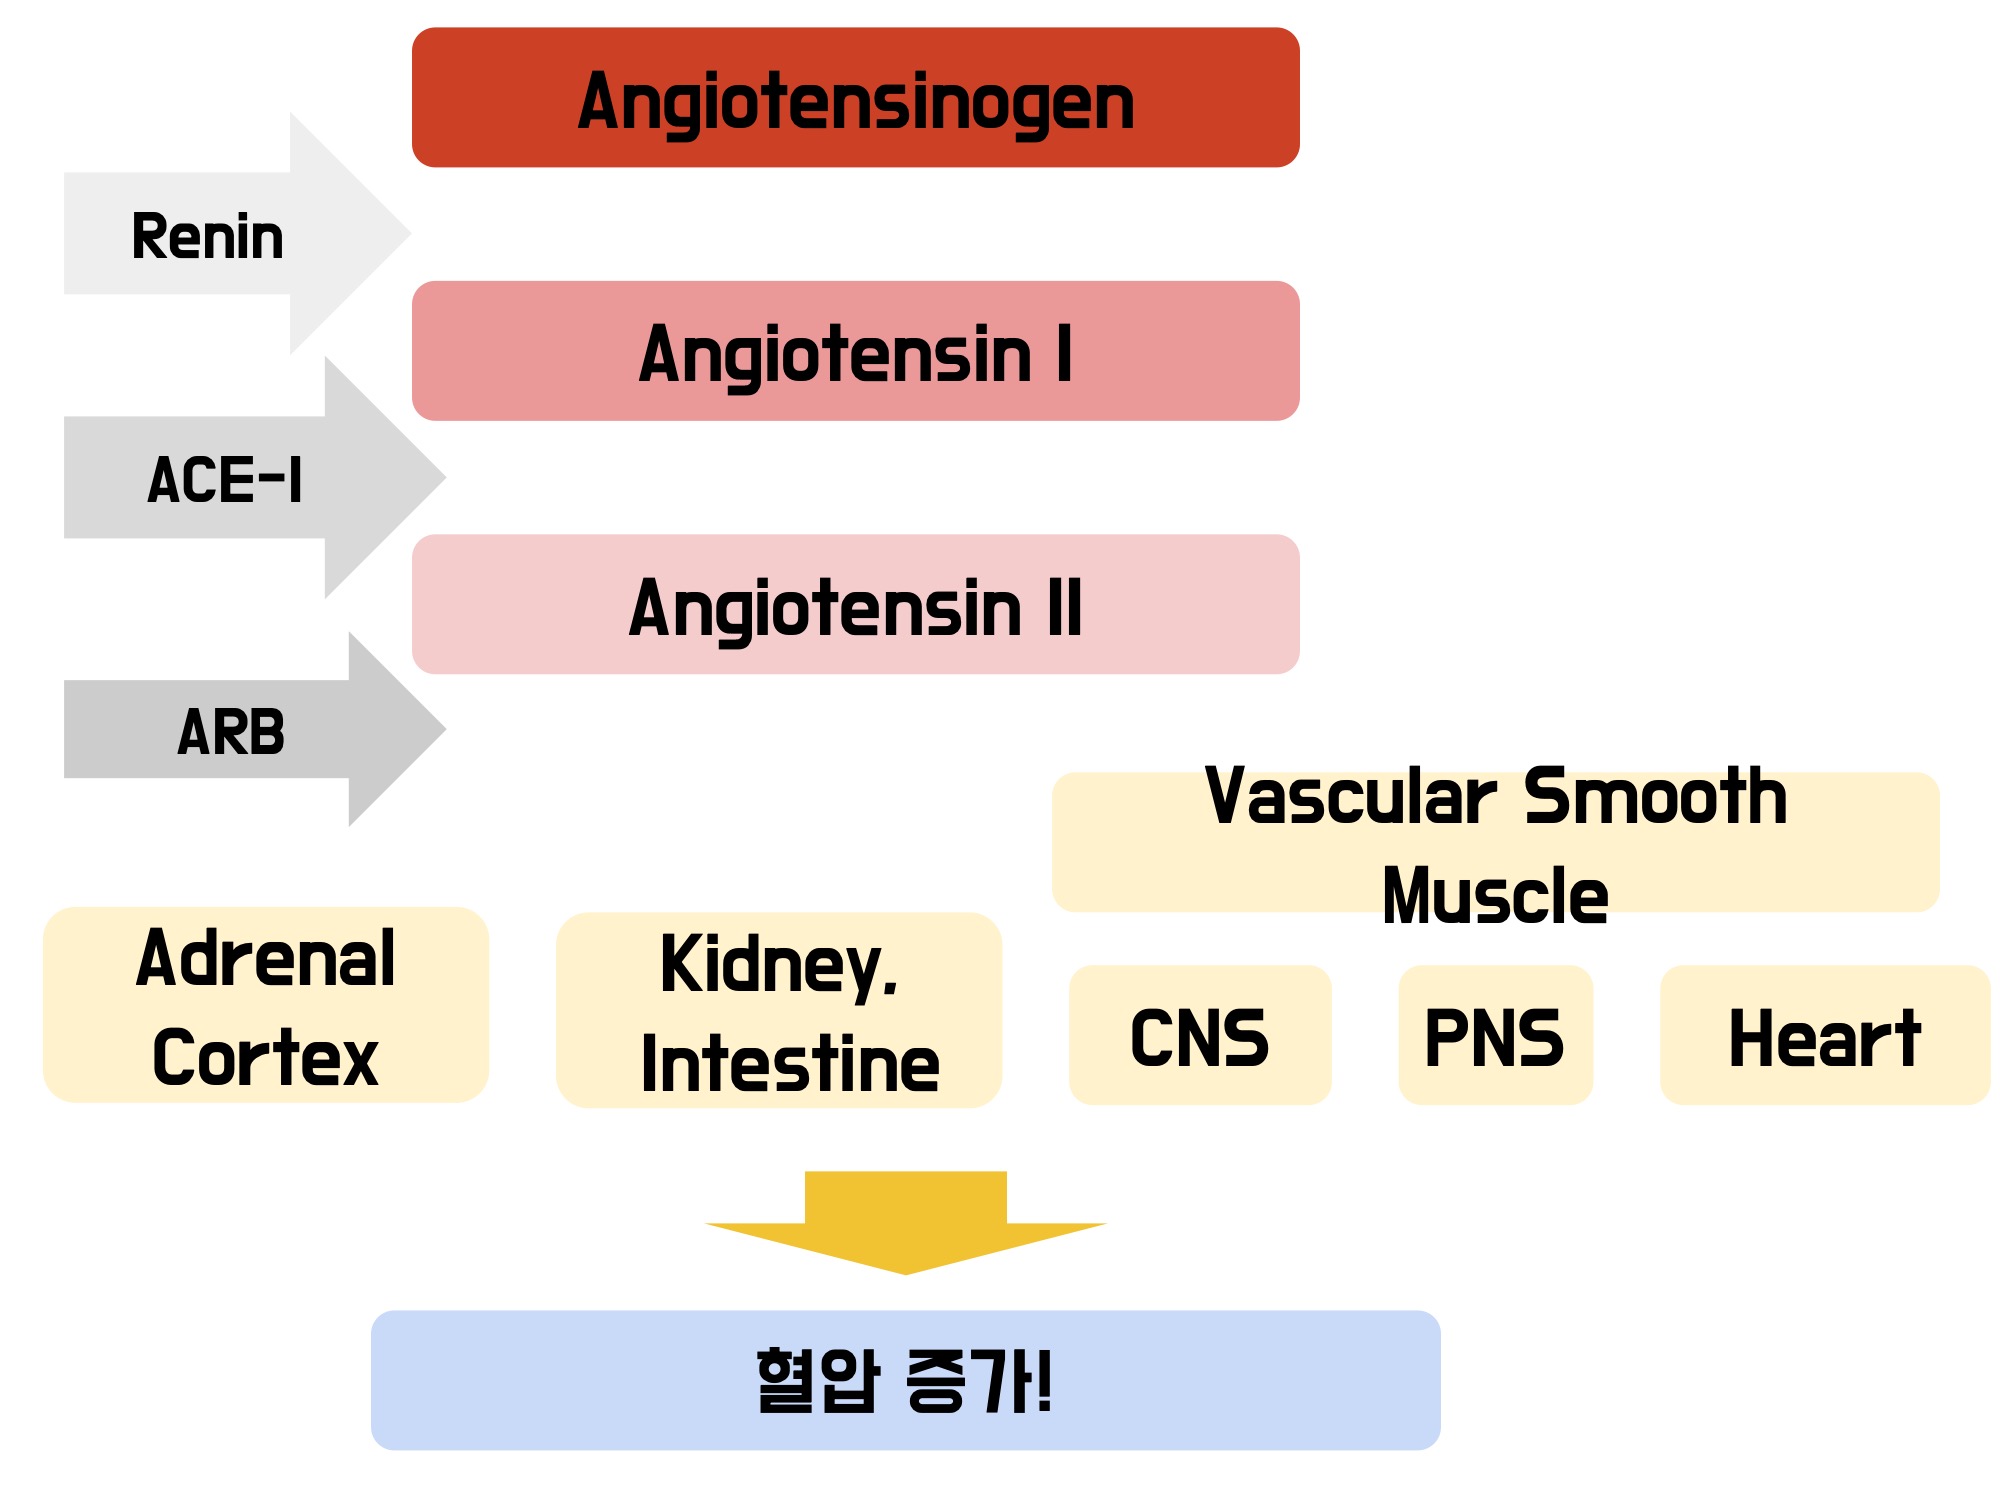 Angiotensinogen
Renin
Angiotensin I
ACE-I
Angiotensin II
ARB
Vascular Smooth
Muscle
Adrenal
Cortex
Kidney,
Intestine
CNS
PNS
Heart
혈압 증가!